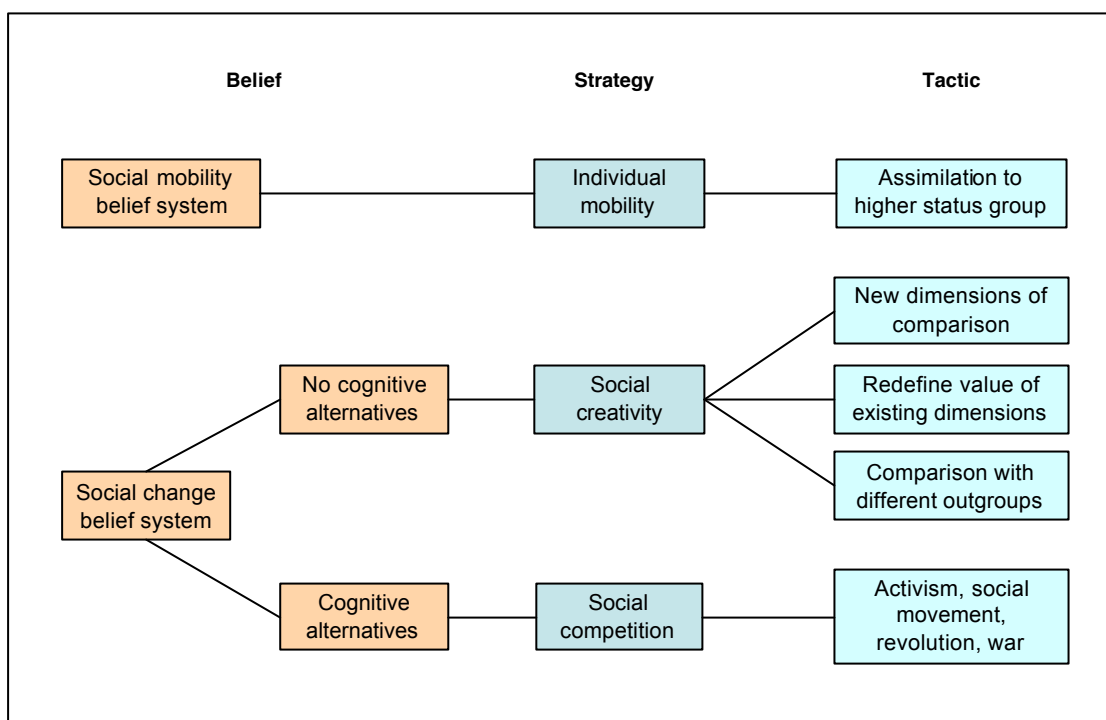 Belief
Strategy
Tactic
Social mobility
belief system
Individual
mobility
Assimilation to
higher status group
New dimensions of
comparison
No cognitive
alternatives
Social
creativity
Redefine value of
existing dimensions
Comparison with
different outgroups
Social change
belief system
Cognitive
alternatives
Social
competition
Activism, social
movement,
revolution, war